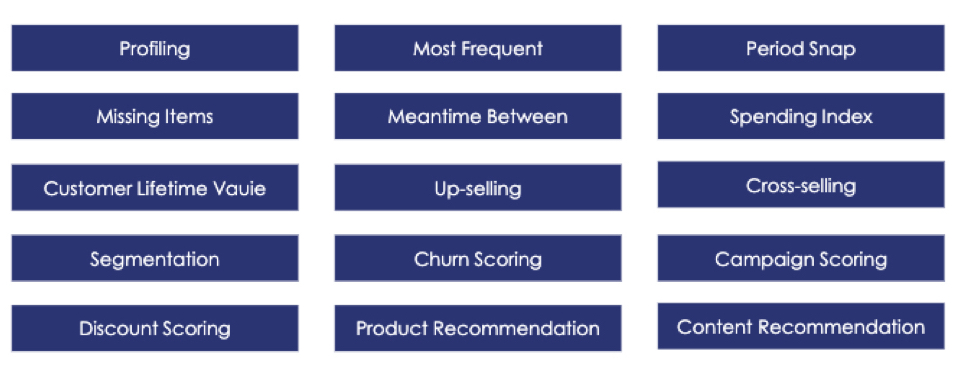 Profiling
Most Frequent
Period Snap
Missing Items
Meantime Between
Spending Index
Customer Lifetime Vauie
Up-selling
Cross-selling
Segmentation
Churn Scoring
Campaign Scoring
Discount Scoring
Product Recommendation
Content Recommendation